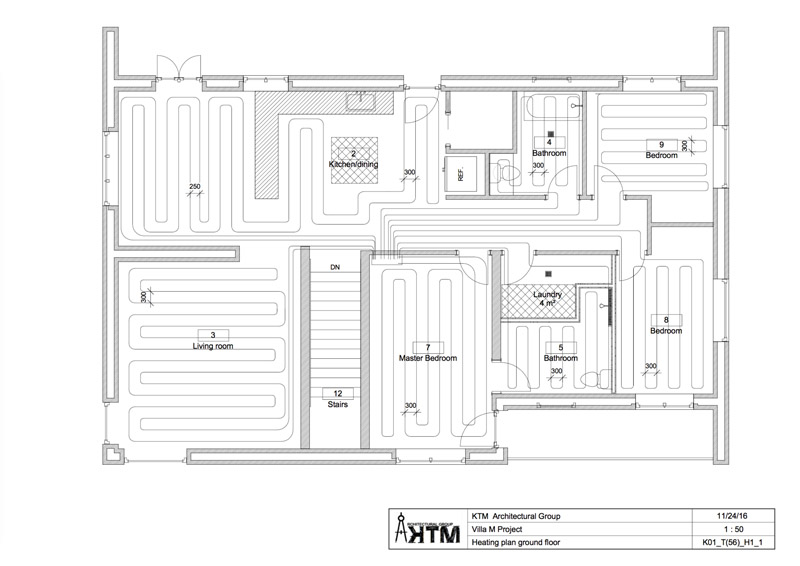 2
Kitchen/dining
300
250
REF.
4
Bathroom
300
9
Bedroom
300
DN
3
Living room
300
Laundry
4 m²
7
Master Bedroom
300
5
Bathroom
300
8
Bedroom
300
12
Stairs
ARCHITECTURAL GROUP
KTM
KTM Architectural Group
11/24/16
Villa M Project
1 : 50
Heating plan ground floor
K01_T(56)_H1_1